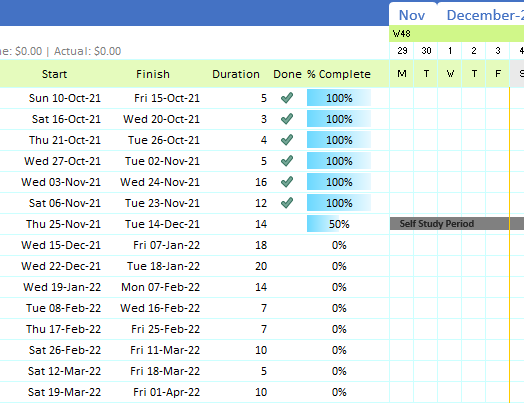 Nov December-2
W48
: $0.00 | Actual: $0.00
29 30 1 2 3
Start Finish Duration Done % Complete M T W T F S
Sun 10-Oct-21 Fri 15-Oct-21 5 ✔ 100%
Sat 16-Oct-21 Wed 20-Oct-21 3 ✔ 100%
Thu 21-Oct-21 Tue 26-Oct-21 4 ✔ 100%
Wed 27-Oct-21 Tue 02-Nov-21 5 ✔ 100%
Wed 03-Nov-21 Wed 24-Nov-21 16 ✔ 100%
Sat 06-Nov-21 Tue 23-Nov-21 12 ✔ 100%
Thu 25-Nov-21 Tue 14-Dec-21 14 50% Self Study Period
Wed 15-Dec-21 Fri 07-Jan-22 18 0%
Wed 22-Dec-21 Tue 18-Jan-22 20 0%
Wed 19-Jan-22 Mon 07-Feb-22 14 0%
Tue 08-Feb-22 Wed 16-Feb-22 7 0%
Thu 17-Feb-22 Fri 25-Feb-22 7 0%
Sat 26-Feb-22 Fri 11-Mar-22 10 0%
Sat 12-Mar-22 Fri 18-Mar-22 5 0%
Sat 19-Mar-22 Fri 01-Apr-22 10 0%